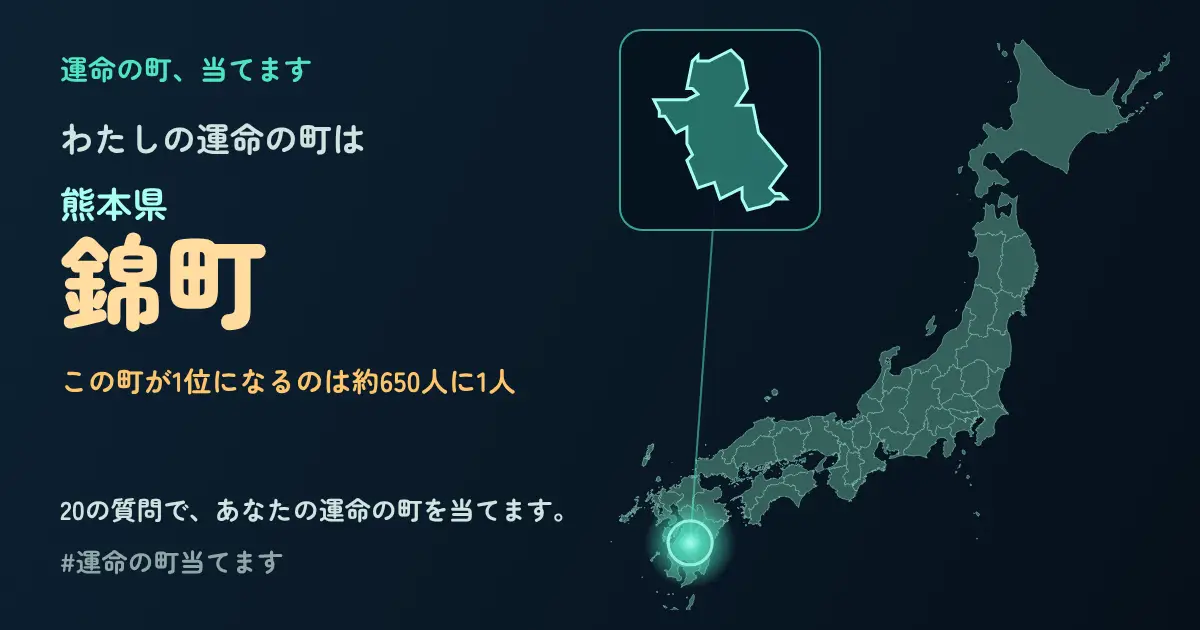 運命の町、当てます
わたしの運命の町は
熊本県
錦町
この町が1位になるのは約650人に1人
20の質問で、あなたの運命の町を当てます。
#運命の町当てます